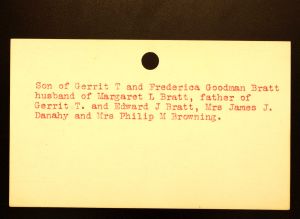 Son of Gerrit T and Frederica Goodman Bratt
husband of Margaret L Bratt, father of
Gerrit T. and Edward J Bratt, Mrs James J.
Danahy and Mrs Philip M Browning.